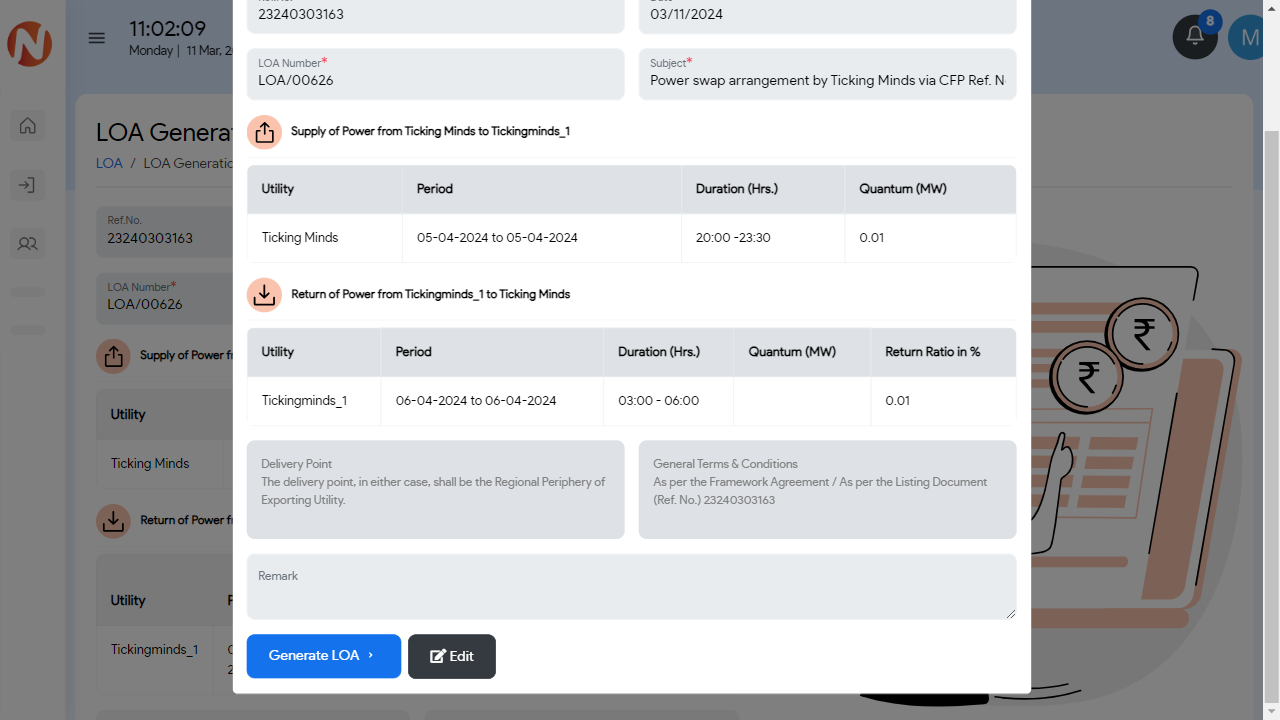 11:02:09
Monday | 11 Mar, 2
8
M
LOA Genera
LOA / LOA Generatio
Ref.No.
23240303163
LOA Number*
LOA/00626
Supply of Power f
Utility
Ticking Minds
Return of Power f
Utility
Tickingminds_1
23240303163
03/11/2024
LOA Number*
LOA/00626
Subject*
Power swap arrangement by Ticking Minds via CFP Ref. N
Supply of Power from Ticking Minds to Tickingminds_1
Utility Period Duration (Hrs.) Quantum (MW)
Ticking Minds 05-04-2024 to 05-04-2024 20:00 -23:30 0.01
Return of Power from Tickingminds_1 to Ticking Minds
Utility Period Duration (Hrs.) Quantum (MW) Return Ratio in %
Tickingminds_1 06-04-2024 to 06-04-2024 03:00 - 06:00 0.01
Delivery Point
The delivery point, in either case, shall be the Regional Periphery of
Exporting Utility.
General Terms & Conditions
As per the Framework Agreement / As per the Listing Document
(Ref. No.) 23240303163
Remark
Generate LOA ›
Edit
₹
₹